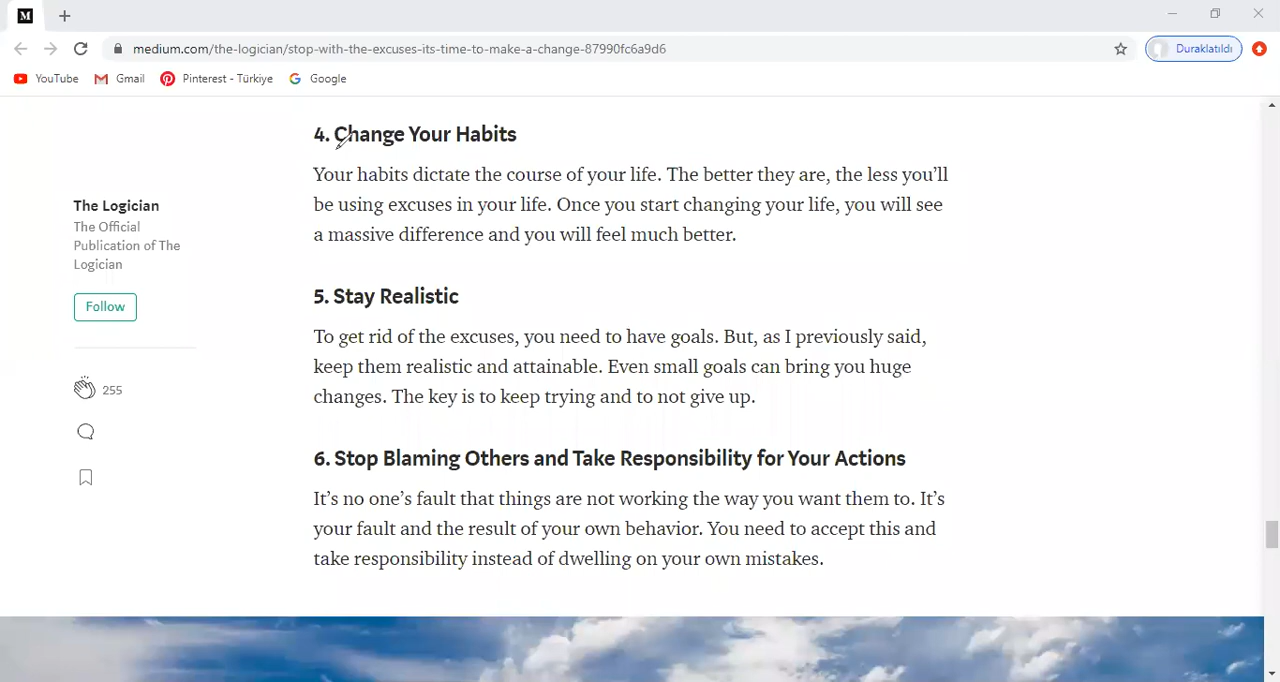 M
medium.com/the-logician/stop-with-the-excuses-its-time-to-make-a-change-87990fc6a9d6
Duraklatıldı
YouTube
Gmail
Pinterest - Türkiye
Google
The Logician
The Official
Publication of The
Logician
Follow
255
4. Change Your Habits
Your habits dictate the course of your life. The better they are, the less you’ll
be using excuses in your life. Once you start changing your life, you will see
a massive difference and you will feel much better.
5. Stay Realistic
To get rid of the excuses, you need to have goals. But, as I previously said,
keep them realistic and attainable. Even small goals can bring you huge
changes. The key is to keep trying and to not give up.
6. Stop Blaming Others and Take Responsibility for Your Actions
It’s no one’s fault that things are not working the way you want them to. It’s
your fault and the result of your own behavior. You need to accept this and
take responsibility instead of dwelling on your own mistakes.